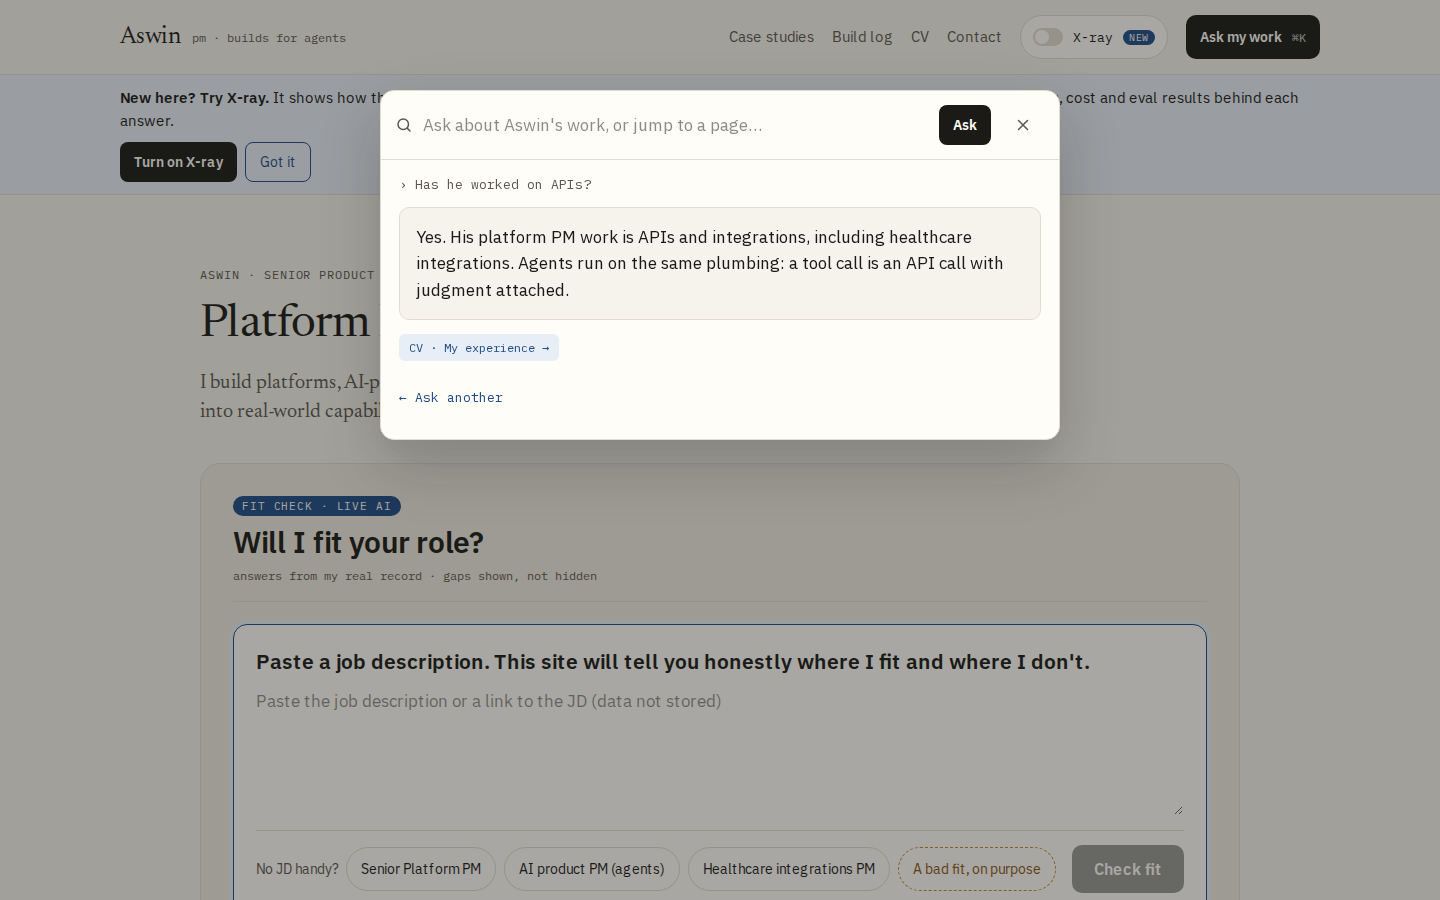 Aswin pm · builds for agents
Case studies Build log CV Contact X-ray NEW Ask my work ⌘K
New here? Try X-ray. It shows how th
, cost and eval results behind each
answer.
Turn on X-ray Got it
Ask about Aswin's work, or jump to a page...
Ask
› Has he worked on APIs?
Yes. His platform PM work is APIs and integrations, including healthcare
integrations. Agents run on the same plumbing: a tool call is an API call with
judgment attached.
CV · My experience →
← Ask another
ASWIN · SENIOR PRODUCT
Platform
I build platforms, AI-p
into real-world capabil
FIT CHECK · LIVE AI
Will I fit your role?
answers from my real record · gaps shown, not hidden
Paste a job description. This site will tell you honestly where I fit and where I don't.
Paste the job description or a link to the JD (data not stored)
No JD handy? Senior Platform PM AI product PM (agents) Healthcare integrations PM A bad fit, on purpose Check fit